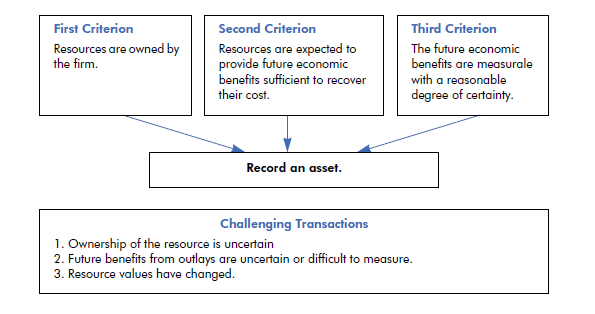 First Criterion
Resources are owned by
the firm.
Second Criterion
Resources are expected to
provide future economic
benefits sufficient to recover
their cost.
Third Criterion
The future economic
benefits are measurale
with a reasonable
degree of certainty.
Record an asset.
Challenging Transactions
1. Ownership of the resource is uncertain
2. Future benefits from outlays are uncertain or difficult to measure.
3. Resource values have changed.